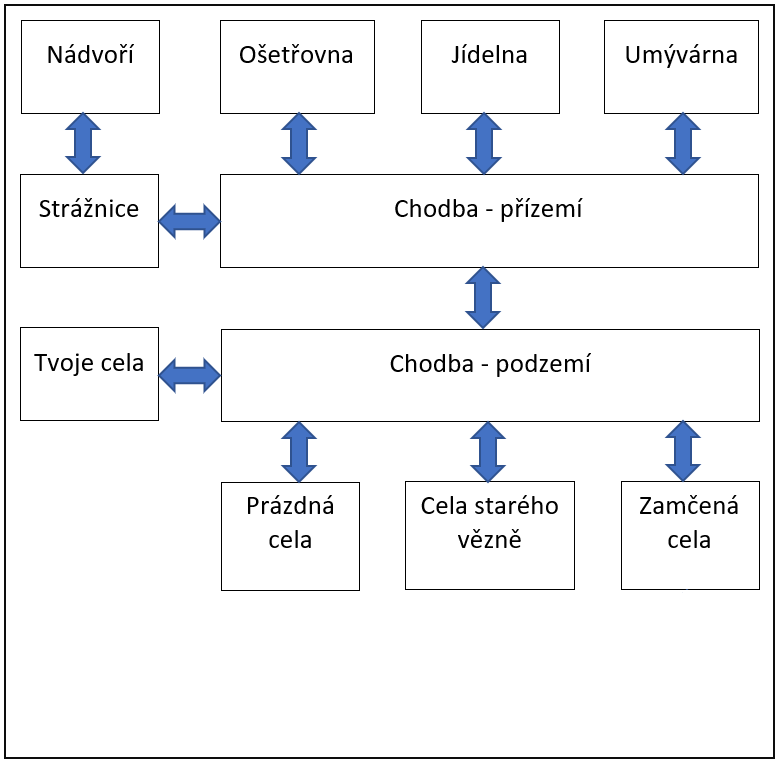 Nádvoří
Ošetřovna
Jídelna
Umývárna
Strážnice
Chodba - přízemí
Tvoje cela
Chodba - podzemí
Prázdná
cela
Cela starého
vězně
Zamčená
cela